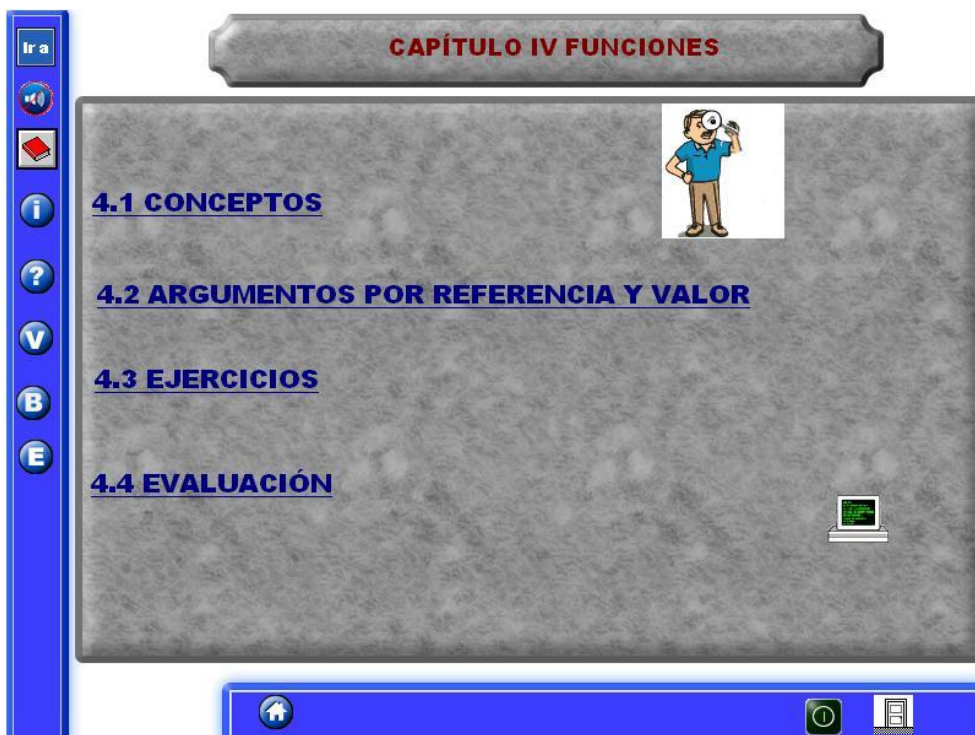 Ir a
CAPÍTULO IV FUNCIONES
4.1 CONCEPTOS
4.2 ARGUMENTOS POR REFERENCIA Y VALOR
4.3 EJERCICIOS
4.4 EVALUACIÓN
i
?
V
B
E